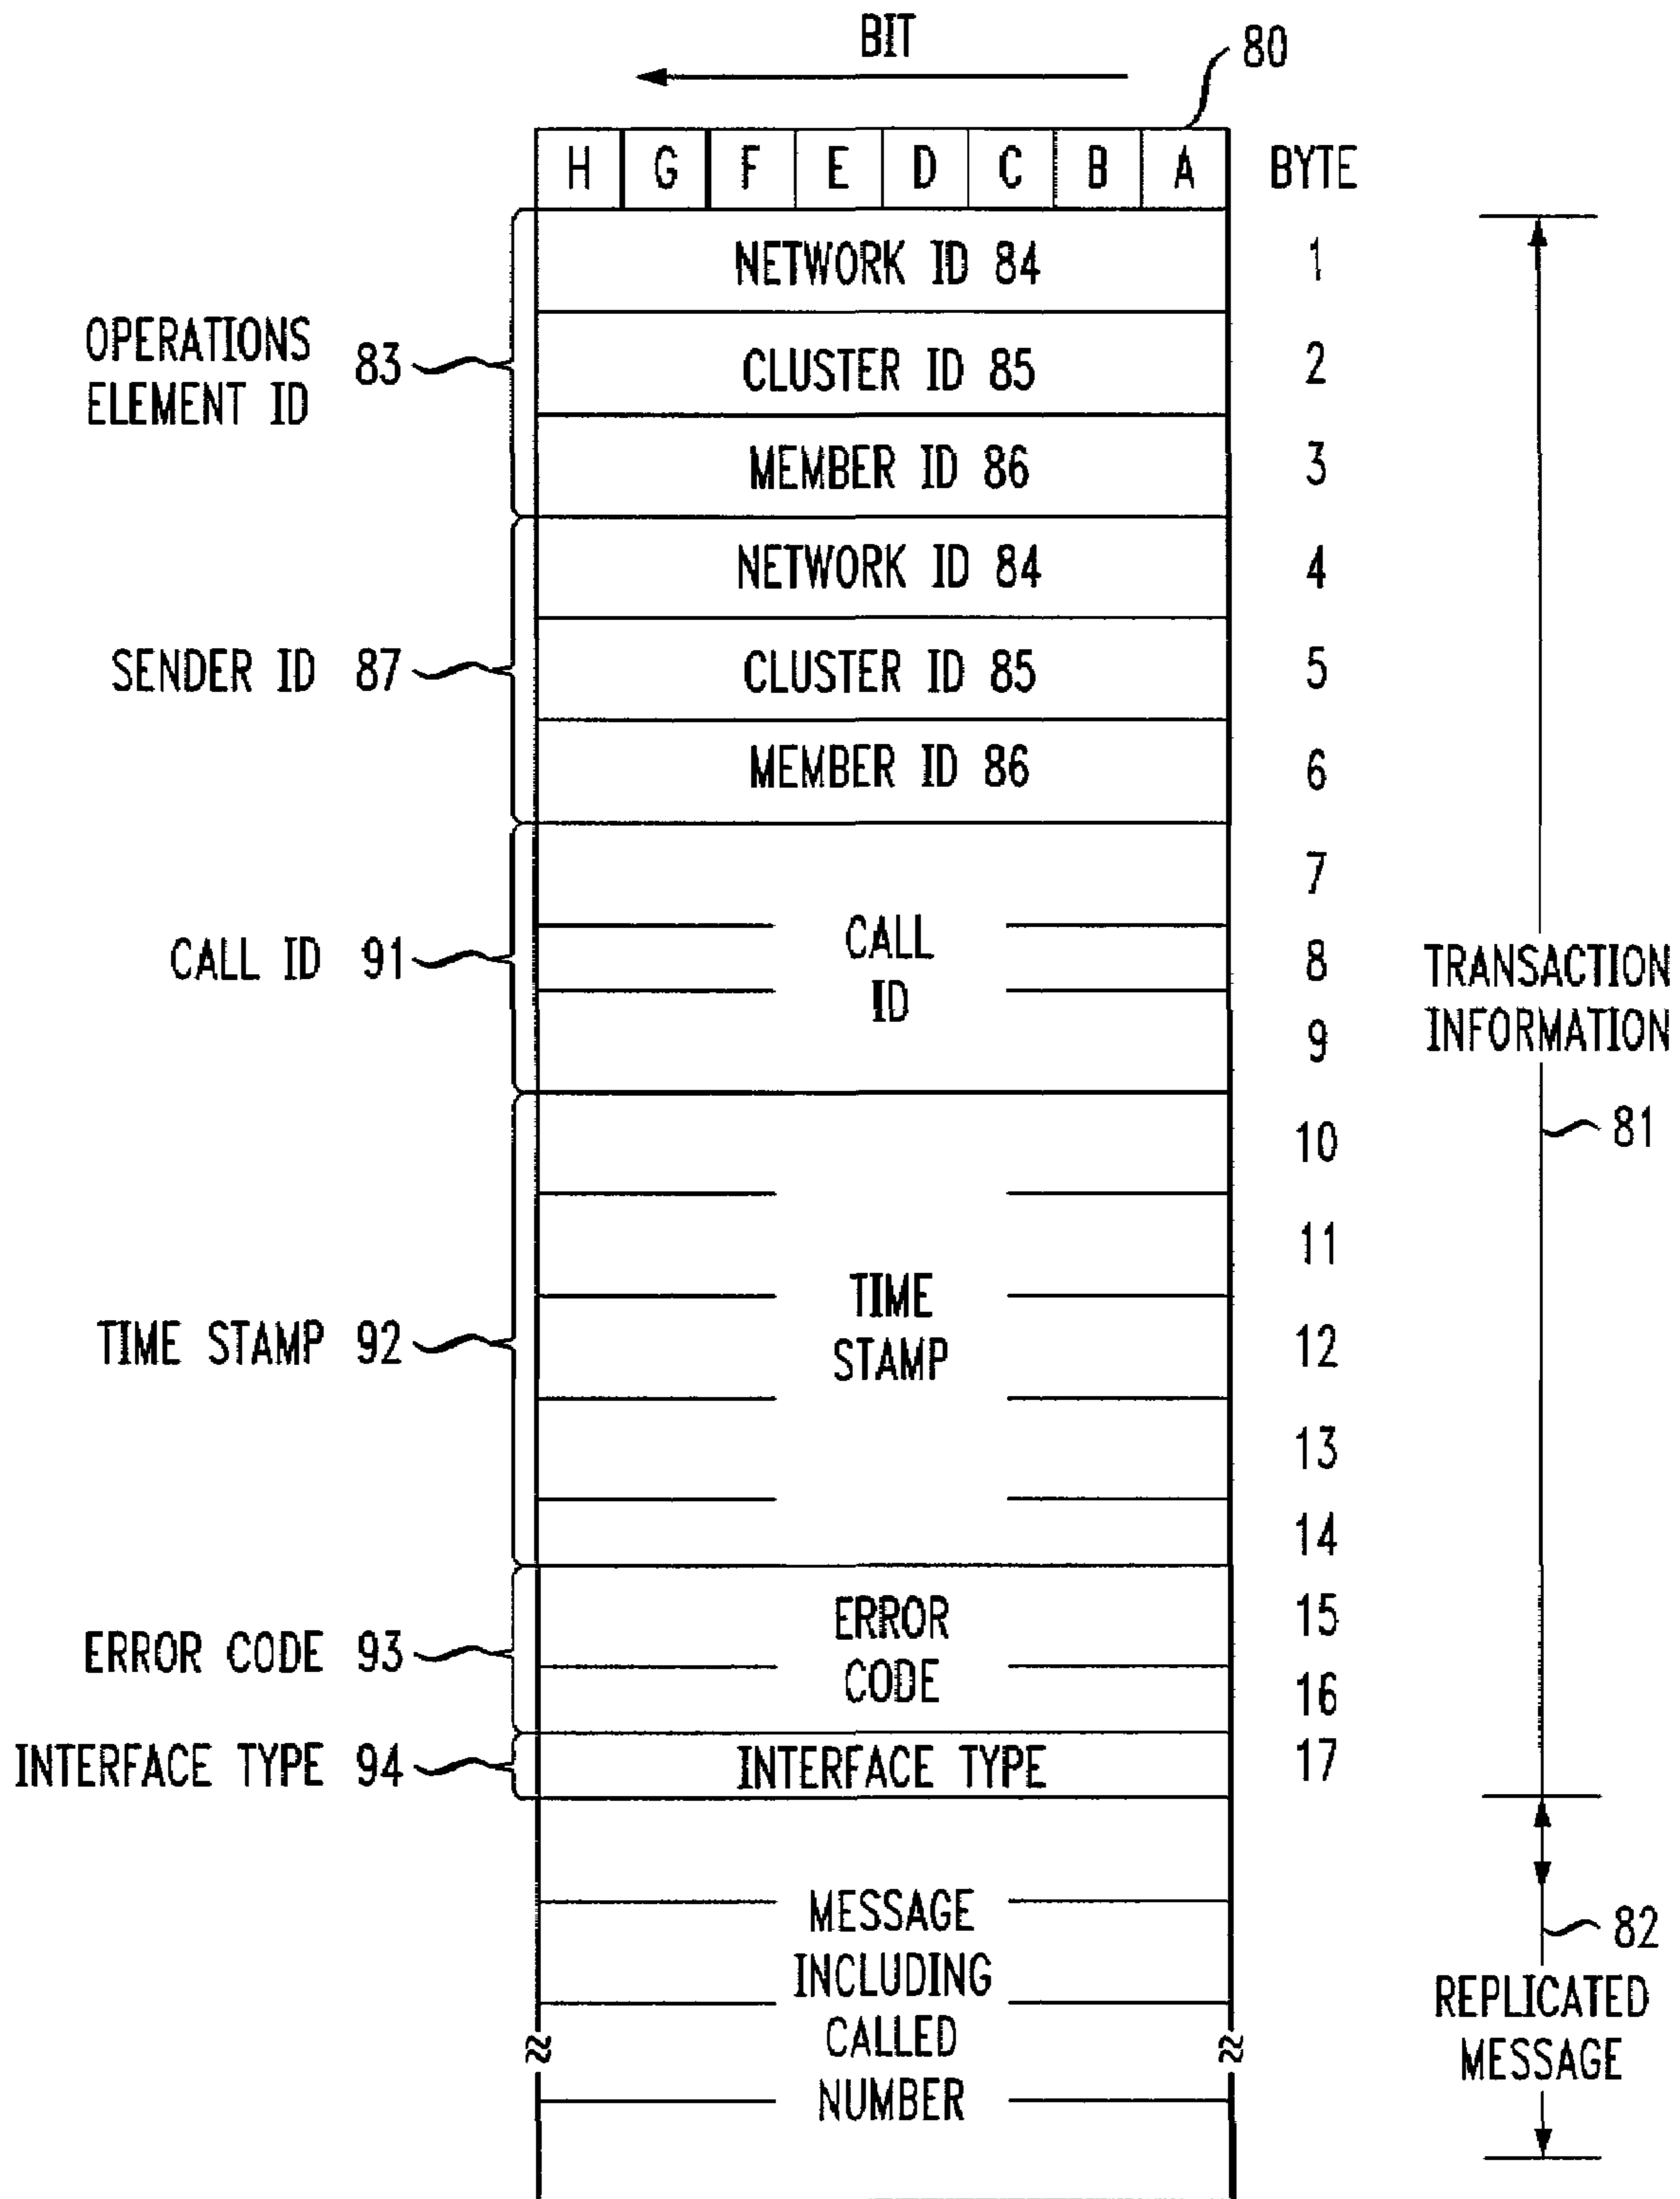 BIT
80
H G F E D C B A BYTE
NETWORK ID 84 1
OPERATIONS
ELEMENT ID 83
CLUSTER ID 85 2
MEMBER ID 86 3
NETWORK ID 84 4
SENDER ID 87 CLUSTER ID 85 5
MEMBER ID 86 6
7
CALL ID 91 CALL
ID
8
9
TRANSACTION
INFORMATION
81
10
11
TIME STAMP 92 TIME
STAMP
12
13
14
ERROR CODE 93 ERROR
CODE
15
16
INTERFACE TYPE 94 INTERFACE TYPE 17
MESSAGE
INCLUDING
CALLED
NUMBER
82
REPLICATED
MESSAGE